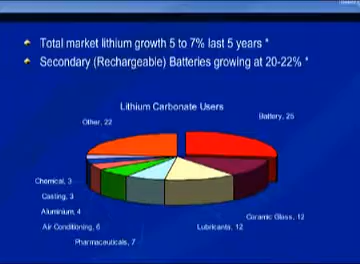 Total market lithium growth 5 to 7% last 5 years *
Secondary (Rechargeable) Batteries growing at 20-22% *
Lithium Carbonate Users
Other, 22
Battery, 25
Chemical, 3
Casting, 3
Aluminium, 4
Air Conditioning, 6
Pharmaceuticals, 7
Lubricants, 12
Ceramic Glass, 12